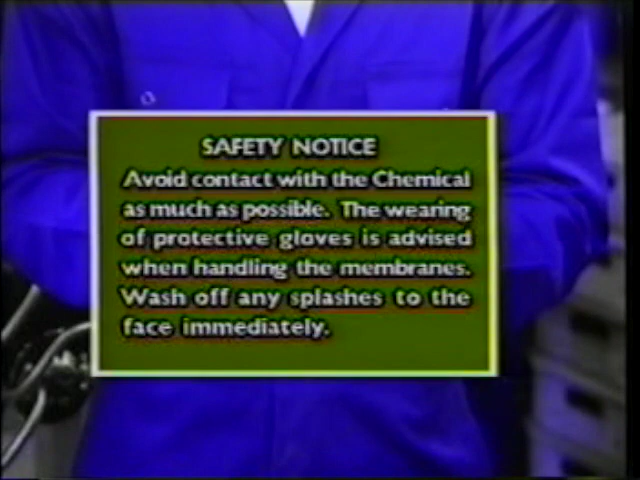 SAFETY NOTICE
Avoid contact with the Chemical
as much as possible. The wearing
of protective gloves is advised
when handling the membranes.
Wash off any splashes to the
face immediately.